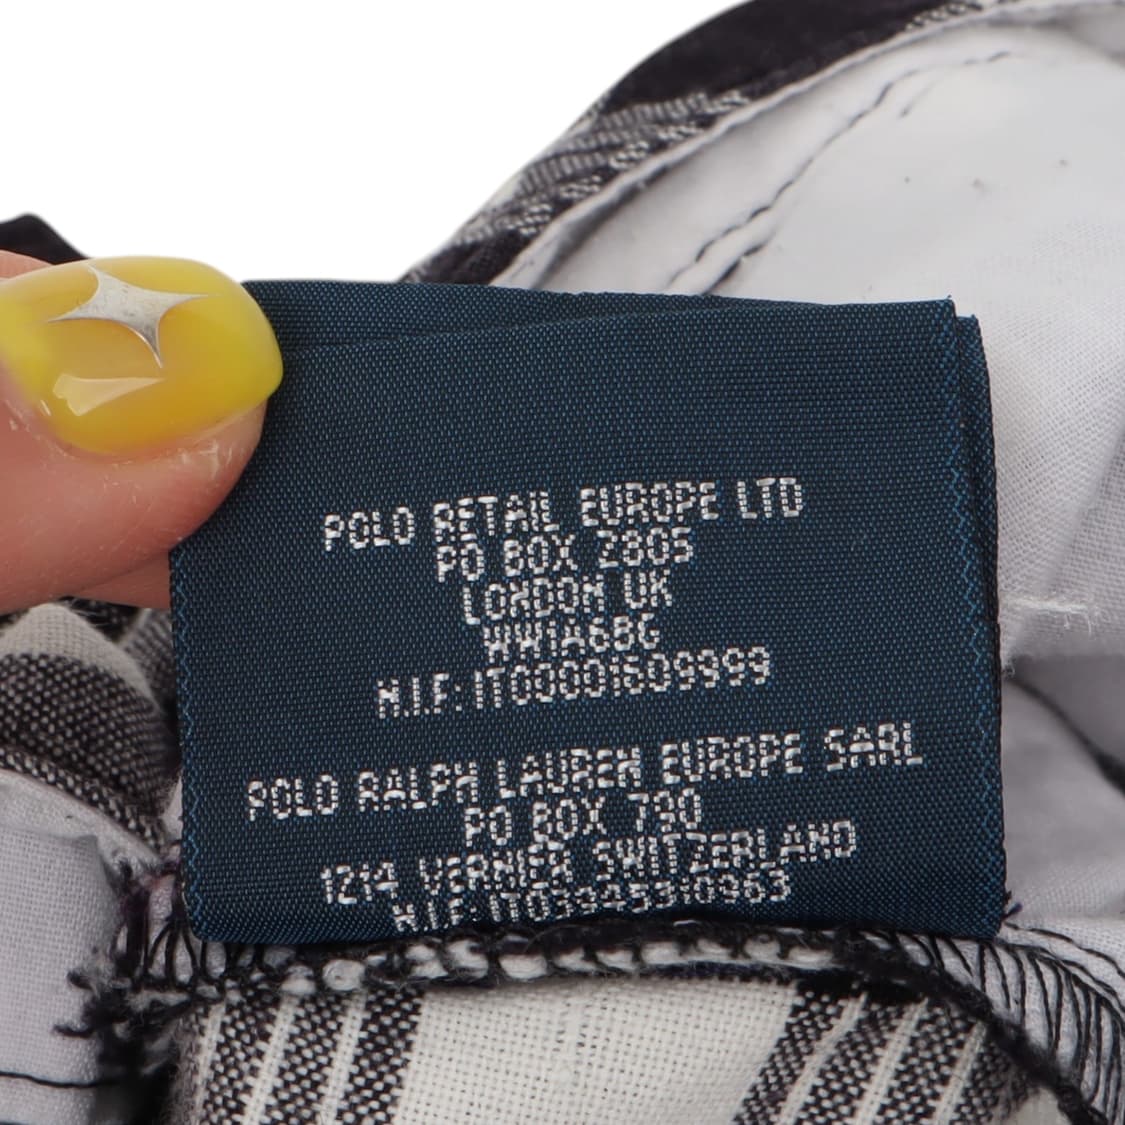 POLO RETAIL EUROPE LTD
PO BOX 2805
LONDON UK
WW1A6BG
N.I.F: IT00001609999
POLO RALPH LAUREN EUROPE SARL
PO BOX 790
1214 VERNIER SWITZERLAND
N.I.F: